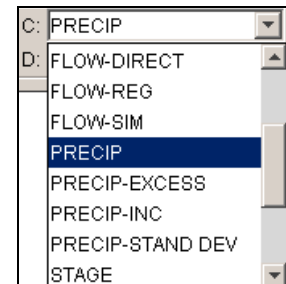 C: PRECIP
D: FLOW-DIRECT
FLOW-REG
FLOW-SIM
PRECIP
PRECIP-EXCESS
PRECIP-INC
PRECIP-STAND DEV
STAGE